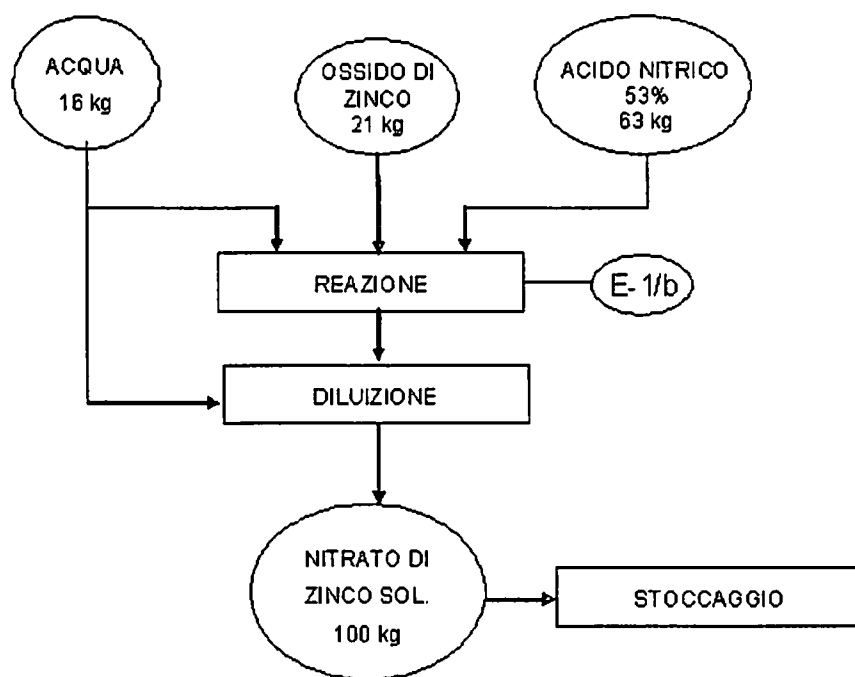 ACQUA
16 kg
OSSIDO DI
ZINCO
21 kg
ACIDO NITRICO
53%
63 kg
REAZIONE
E-1/b
DILUIZIONE
NITRATO DI
ZINCO SOL.
100 kg
STOCCAGGIO